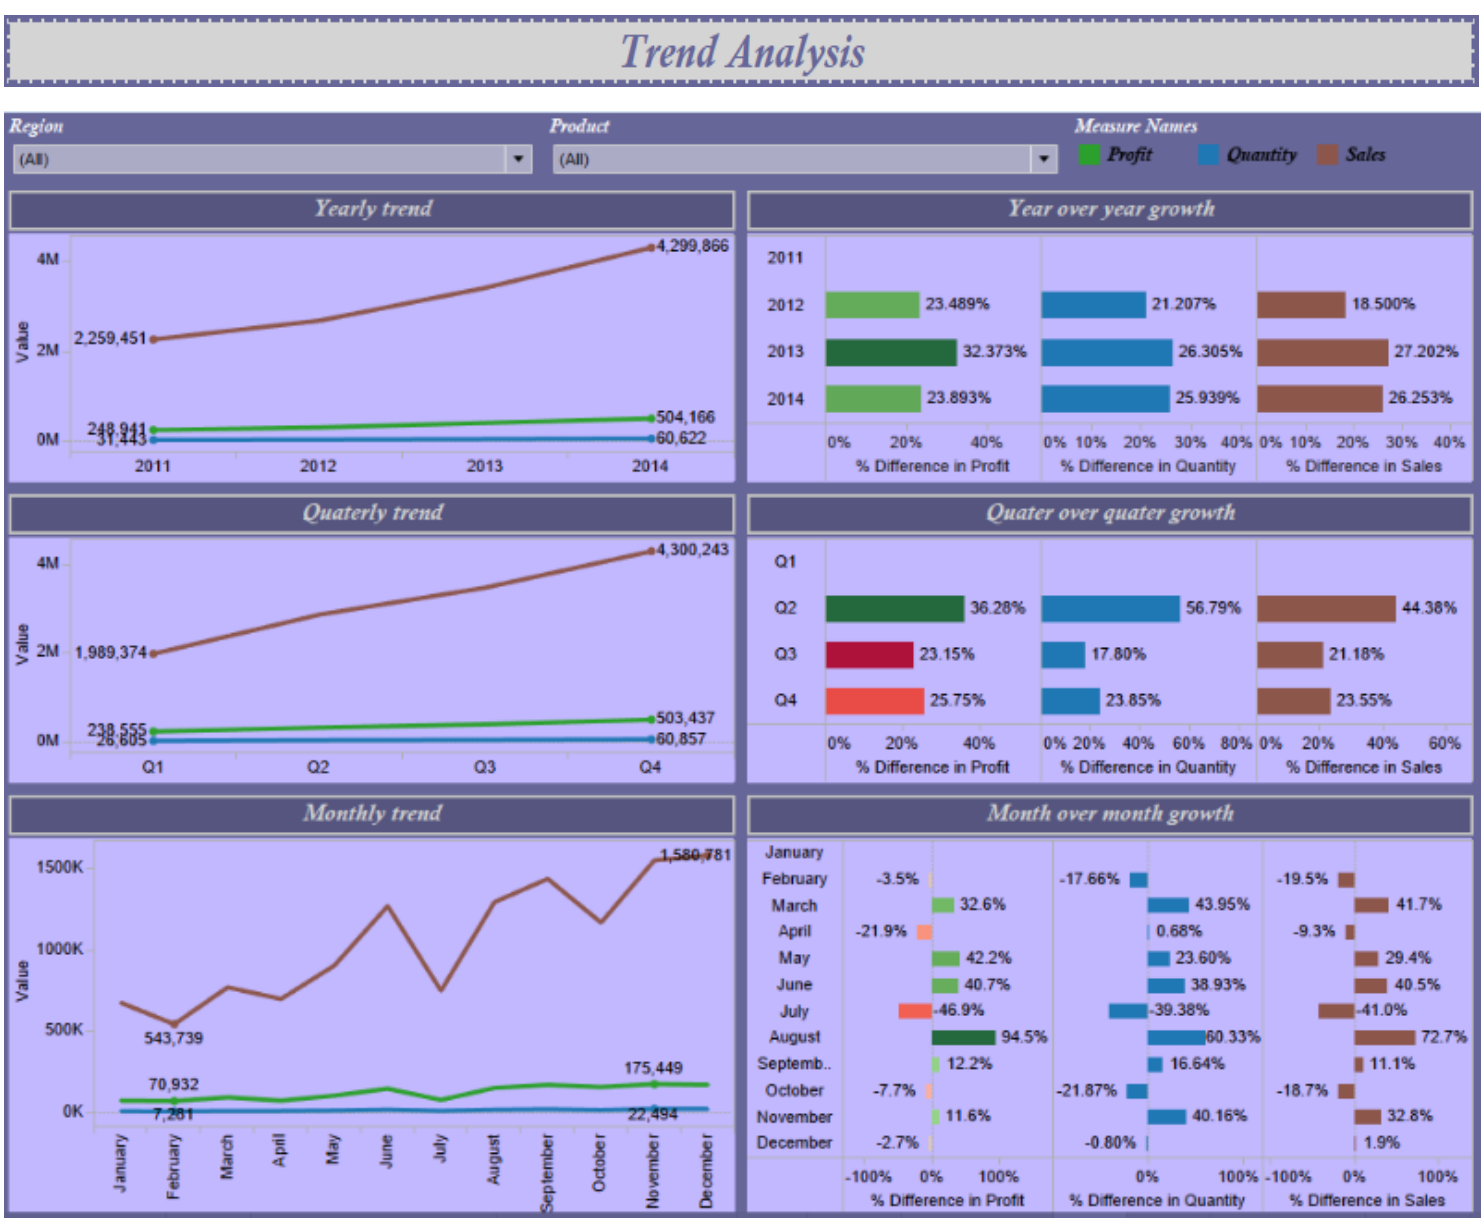 Trend Analysis
Region Product Measure Names
(All) (All) Profit Quantity Sales
Yearly trend
4M
2M
0M
Value
4,299,866
2,259,451
248,941
31,443
504,166
60,622
2011 2012 2013 2014
Year over year growth
2011
2012 23.489% 21.207% 18.500%
2013 32.373% 26.305% 27.202%
2014 23.893% 25.939% 26.253%
0% 20% 40% 0% 10% 20% 30% 40% 0% 10% 20% 30% 40%
% Difference in Profit % Difference in Quantity % Difference in Sales
Quaterly trend
4M
2M
0M
Value
4,300,243
1,989,374
238,555
26,605
503,437
60,857
Q1 Q2 Q3 Q4
Quater over quater growth
Q1
Q2 36.28% 56.79% 44.38%
Q3 23.15% 17.80% 21.18%
Q4 25.75% 23.85% 23.55%
0% 20% 40% 0% 20% 40% 60% 80% 0% 20% 40% 60%
% Difference in Profit % Difference in Quantity % Difference in Sales
Monthly trend
1500K
1000K
500K
0K
Value
1,580,781
543,739
70,932
7,281
175,449
22,494
January February March April May June July August September October November December
Month over month growth
January
February -3.5% -17.66% -19.5%
March 32.6% 43.95% 41.7%
April -21.9% 0.68% -9.3%
May 42.2% 23.60% 29.4%
June 40.7% 38.93% 40.5%
July -46.9% -39.38% -41.0%
August 94.5% 60.33% 72.7%
Septemb.. 12.2% 16.64% 11.1%
October -7.7% -21.87% -18.7%
November 11.6% 40.16% 32.8%
December -2.7% -0.80% 1.9%
-100% 0% 100% 0% 100% -100% 0% 100%
% Difference in Profit % Difference in Quantity % Difference in Sales